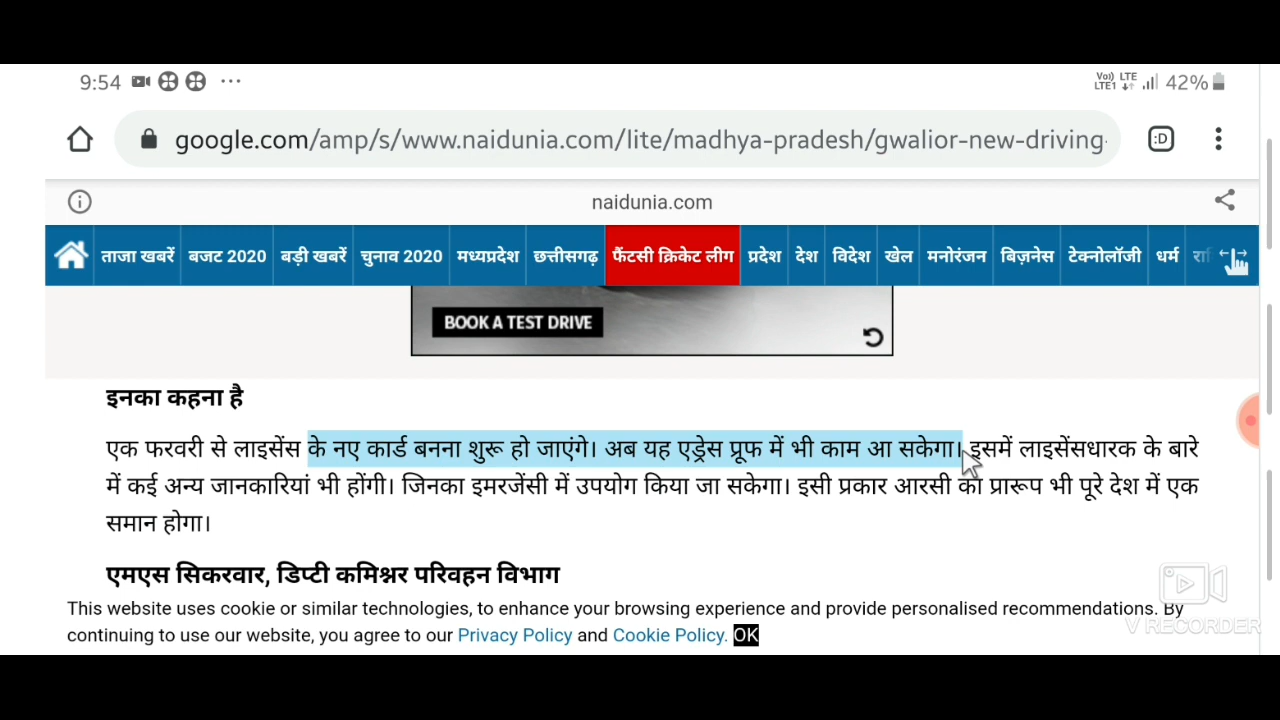 9:54 ... Vo) LTE LTE1 42%
google.com/amp/s/www.naidunia.com/lite/madhya-pradesh/gwalior-new-driving- :D
naidunia.com
ताजा खबरें बजट 2020 बड़ी खबरें चुनाव 2020 मध्यप्रदेश छत्तीसगढ़ फैंटसी क्रिकेट लीग प्रदेश देश विदेश खेल मनोरंजन बिज़नेस टेक्नोलॉजी धर्म
BOOK A TEST DRIVE
इनका कहना है
एक फरवरी से लाइसेंस के नए कार्ड बनना शुरू हो जाएंगे। अब यह एड्रेस प्रूफ में भी काम आ सकेगा। इसमें लाइसेंसधारक के बारे
में कई अन्य जानकारियां भी होंगी। जिनका इमरजेंसी में उपयोग किया जा सकेगा। इसी प्रकार आरसी का प्रारूप भी पूरे देश में एक
समान होगा।
एमएस सिकरवार, डिप्टी कमिश्नर परिवहन विभाग
This website uses cookie or similar technologies, to enhance your browsing experience and provide personalised recommendations. By
continuing to use our website, you agree to our Privacy Policy and Cookie Policy. OK
V RECORDER